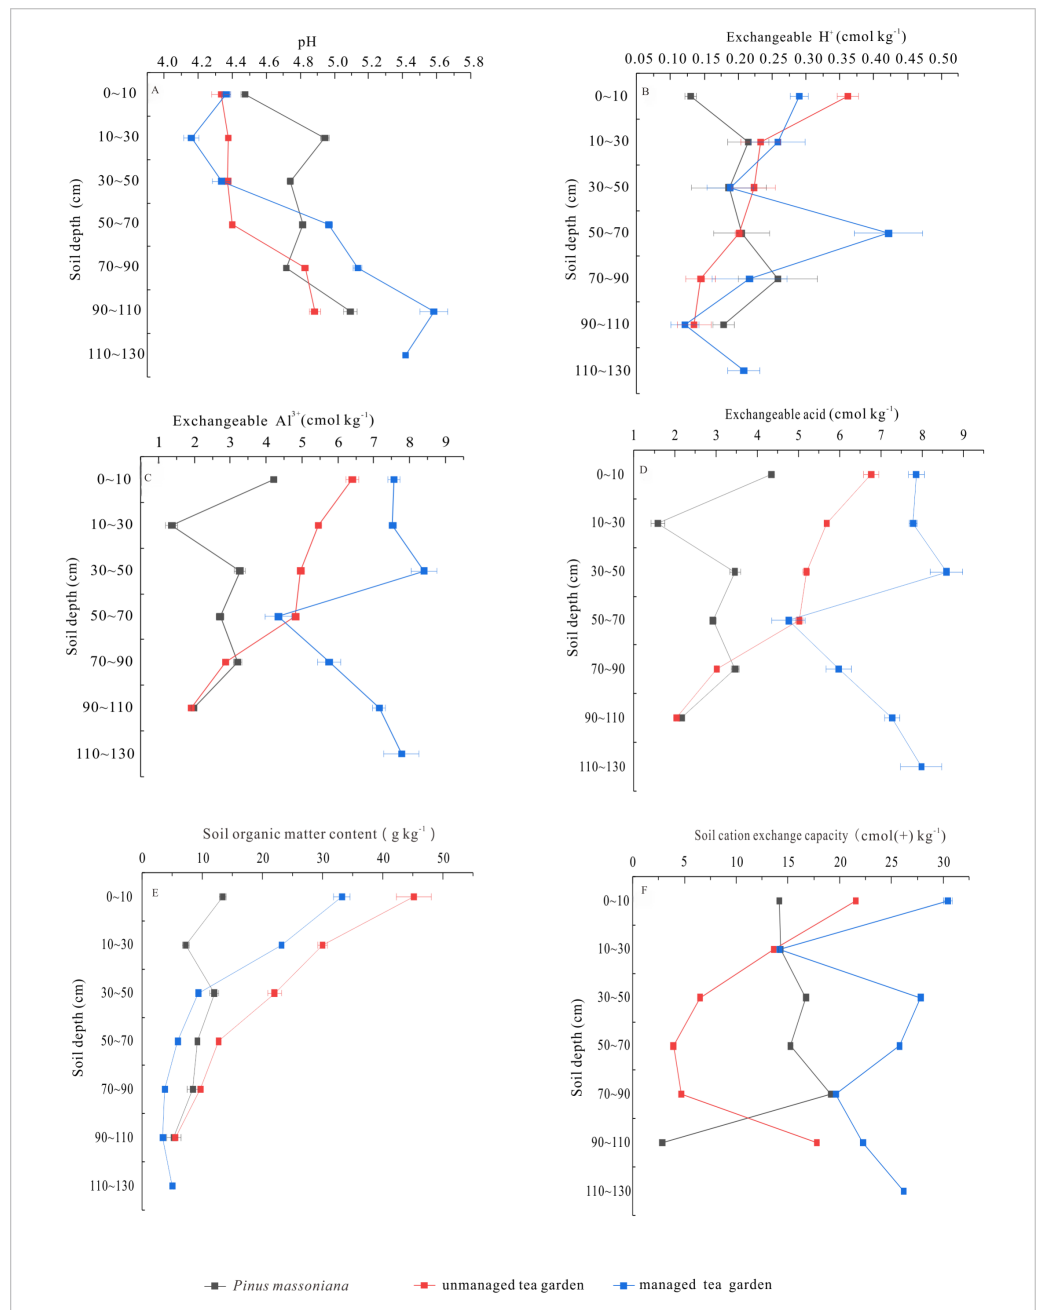 pH
4.0 4.2 4.4 4.6 4.8 5.0 5.2 5.4 5.6 5.8
A
0~10
10~30
30~50
50~70
70~90
90~110
110~130
Soil depth (cm)
Exchangeable H⁺(cmol kg⁻¹)
0.05 0.10 0.15 0.20 0.25 0.30 0.35 0.40 0.45 0.50
B
0~10
10~30
30~50
50~70
70~90
90~110
110~130
Soil depth (cm)
Exchangeable Al³⁺(cmol kg⁻¹)
1 2 3 4 5 6 7 8 9
C
0~10
10~30
30~50
50~70
70~90
90~110
110~130
Soil depth (cm)
Exchangeable acid (cmol kg⁻¹)
1 2 3 4 5 6 7 8 9
D
0~10
10~30
30~50
50~70
70~90
90~110
110~130
Soil depth (cm)
Soil organic matter content ( g kg⁻¹)
0 10 20 30 40 50
E
0~10
10~30
30~50
50~70
70~90
90~110
110~130
Soil depth (cm)
Soil cation exchange capacity (cmol(+) kg⁻¹)
0 5 10 15 20 25 30
F
0~10
10~30
30~50
50~70
70~90
90~110
110~130
Soil depth (cm)
Pinus massoniana
unmanaged tea garden
managed tea garden